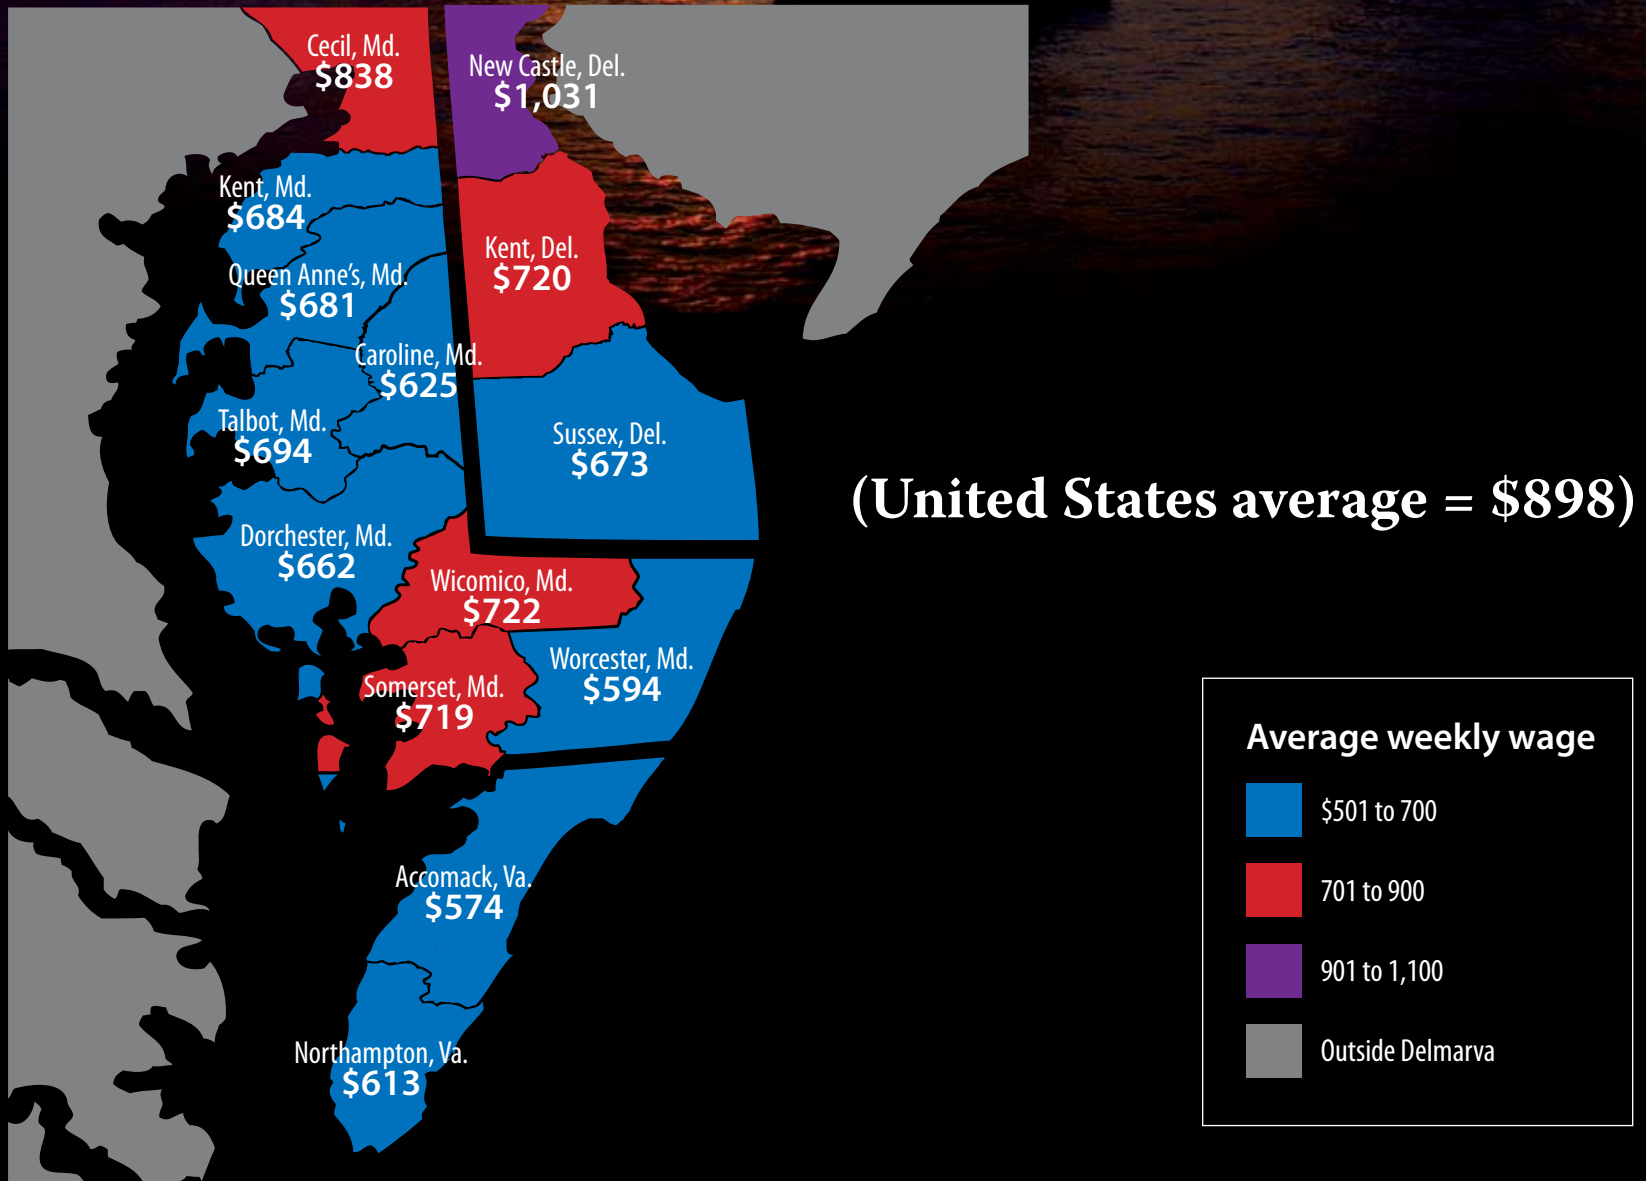 Cecil, Md.
$838
New Castle, Del.
$1,031
Kent, Md.
$684
Kent, Del.
$720
Queen Anne's, Md.
$681
Caroline, Md.
$625
Talbot, Md.
$694
Sussex, Del.
$673
(United States average = $898)
Dorchester, Md.
$662
Wicomico, Md.
$722
Worcester, Md.
$594
Somerset, Md.
$719
Accomack, Va.
$574
Northampton, Va.
$613
Average weekly wage
$501 to 700
701 to 900
901 to 1,100
Outside Delmarva